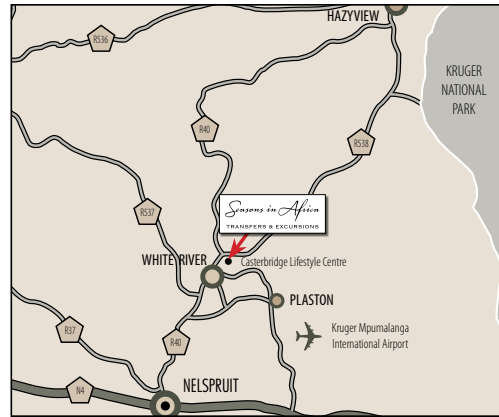 HAZYVIEW
R536
KRUGER
NATIONAL
PARK
R40
R538
R537
Seasons in Africa
TRANSFERS & EXCURSIONS
WHITE RIVER
Casterbridge Lifestyle Centre
PLASTON
R37
R40
Kruger Mpumalanga
International Airport
N4
NELSPRUIT